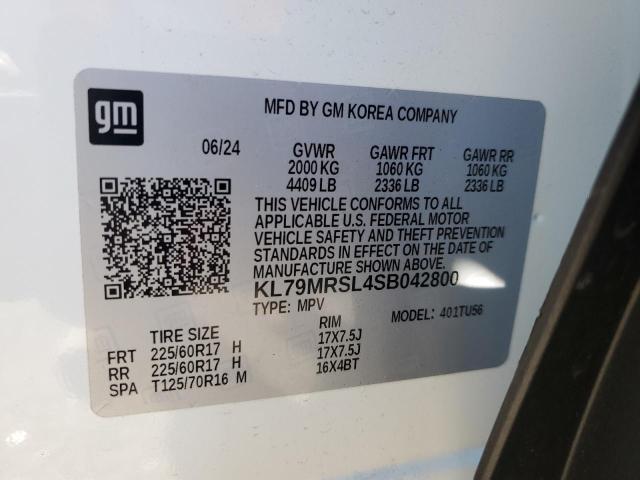 gm
MFD BY GM KOREA COMPANY
06/24 GVWR GAWR FRT GAWR RR
2000 KG 1060 KG 1060 KG
4409 LB 2336 LB 2336 LB
THIS VEHICLE CONFORMS TO ALL
APPLICABLE U.S. FEDERAL MOTOR
VEHICLE SAFETY AND THEFT PREVENTION
STANDARDS IN EFFECT ON THE DATE OF
MANUFACTURE SHOWN ABOVE.
KL79MRSL4SB042800
TYPE: MPV MODEL: 401TU56
TIRE SIZE RIM
FRT 225/60R17 H 17X7.5J
RR 225/60R17 H 17X7.5J
SPA T125/70R16 M 16X4BT